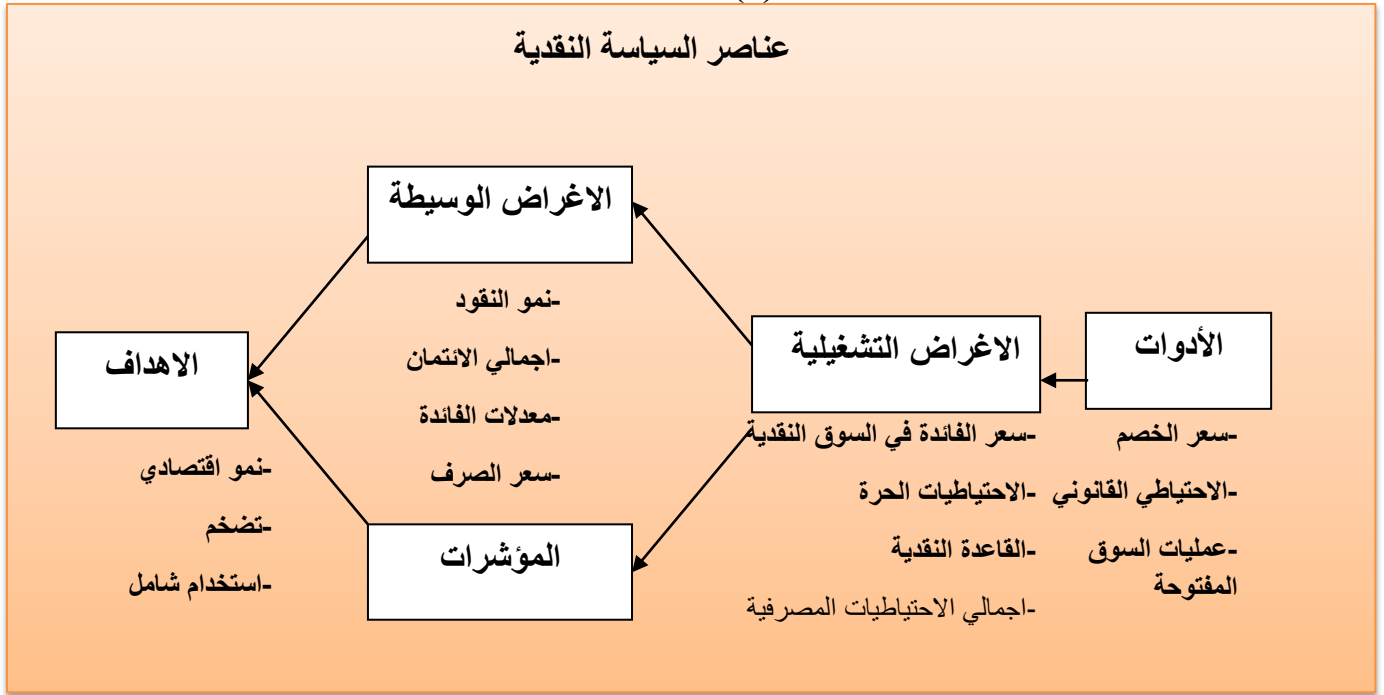 عناصر السياسة النقدية
الأدوات
-سعر الخصم
-الاحتياطي القانوني
-عمليات السوق
المفتوحة
الاغراض التشغيلية
-سعر الفائدة في السوق النقدية
-الاحتياطيات الحرة
-القاعدة النقدية
-اجمالي الاحتياطيات المصرفية
الاغراض الوسيطة
-نمو النقود
-اجمالي الائتمان
-معدلات الفائدة
-سعر الصرف
المؤشرات
الاهداف
-نمو اقتصادي
-تضخم
-استخدام شامل